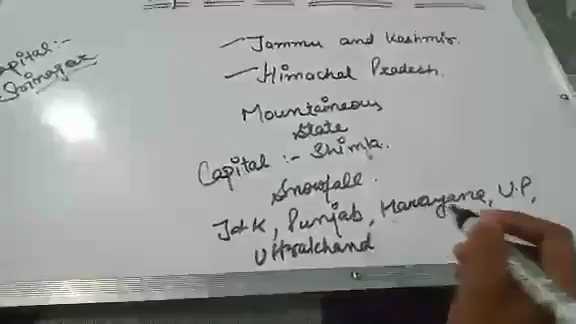 Capital:-
Srinagar
– Jammu and Kashmir.
– Himachal Pradesh.
Mountaineous
state
Capital :- Shimla.
Snowfall.
J&K, Punjab, Harayana, U.P,
Uttrakhand